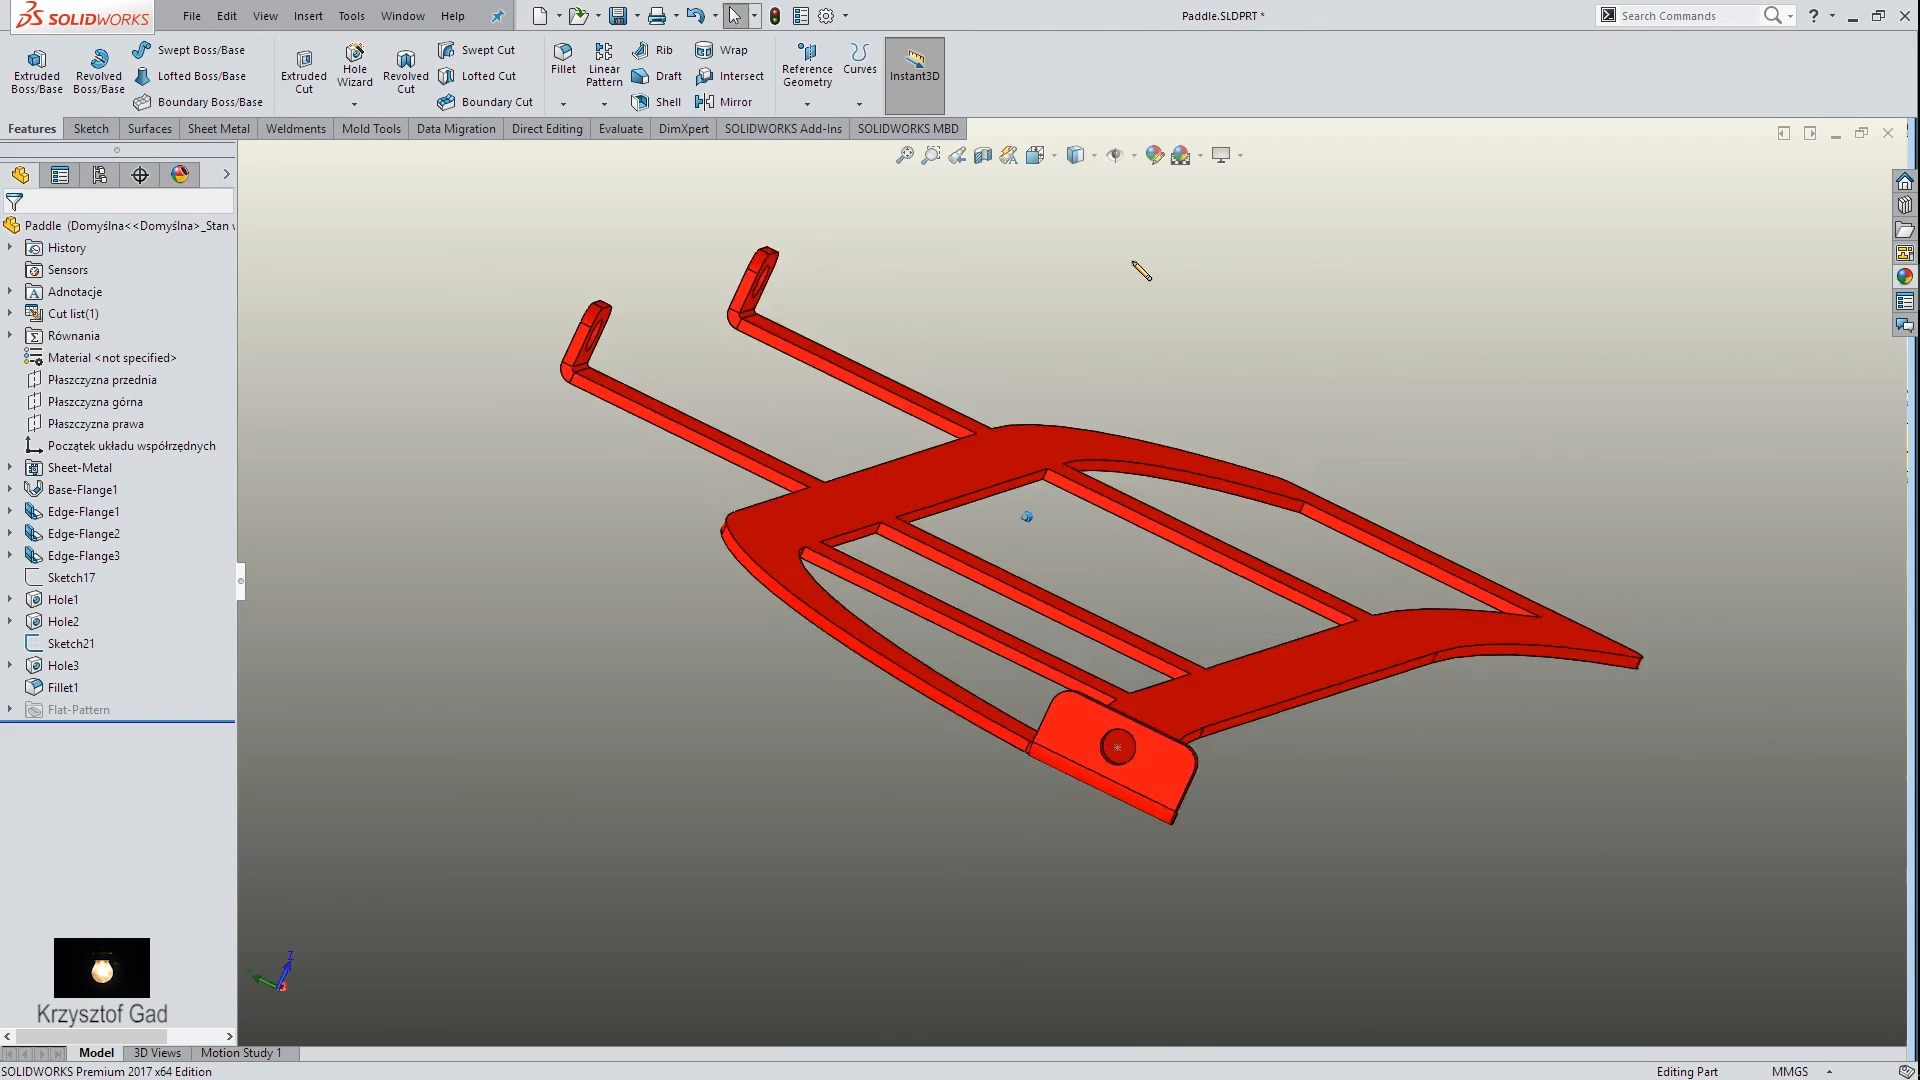 SOLIDWORKS
File Edit View Insert Tools Window Help
Paddle.SLDPRT *
Search Commands
?
Extruded Boss/Base
Revolved Boss/Base
Swept Boss/Base
Lofted Boss/Base
Boundary Boss/Base
Extruded Cut
Hole Wizard
Revolved Cut
Swept Cut
Lofted Cut
Boundary Cut
Fillet
Linear Pattern
Rib
Draft
Shell
Wrap
Intersect
Mirror
Reference Geometry
Curves
Instant3D
Features Sketch Surfaces Sheet Metal Weldments Mold Tools Data Migration Direct Editing Evaluate DimXpert SOLIDWORKS Add-Ins SOLIDWORKS MBD
Paddle (Domyślna<<Domyślna>_Stan
History
Sensors
Adnotacje
Cut list(1)
Równania
Material <not specified>
Płaszczyzna przednia
Płaszczyzna górna
Płaszczyzna prawa
Początek układu współrzędnych
Sheet-Metal
Base-Flange1
Edge-Flange1
Edge-Flange2
Edge-Flange3
Sketch17
Hole1
Hole2
Sketch21
Hole3
Fillet1
Flat-Pattern
Z
Krzysztof Gad
Model 3D Views Motion Study 1
SOLIDWORKS Premium 2017 x64 Edition
Editing Part
MMGS